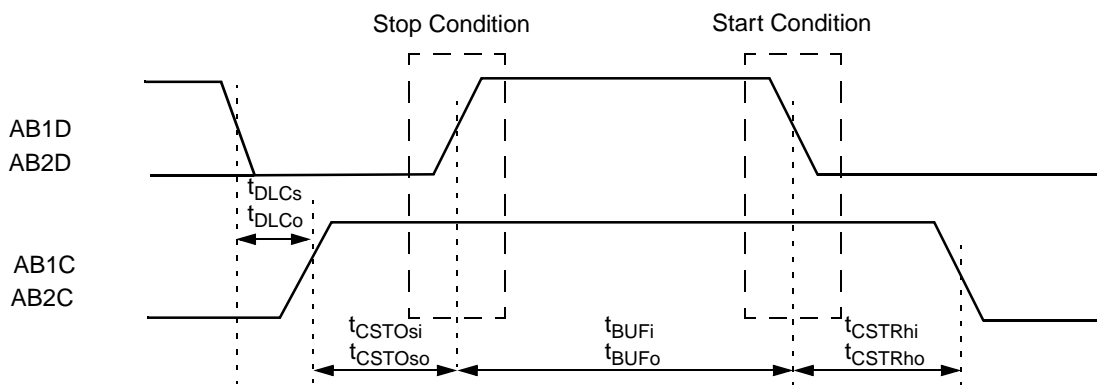 Stop Condition
Start Condition
AB1D
AB2D
tDLCs
tDLCo
AB1C
AB2C
tCSTOsi
tCSTOso
tBUFi
tBUFo
tCSTRhi
tCSTRho